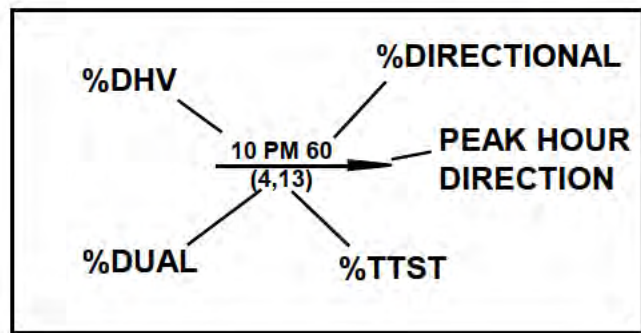 %DHV
%DIRECTIONAL
10 PM 60
(4,13)
PEAK HOUR
DIRECTION
%DUAL
%TTST